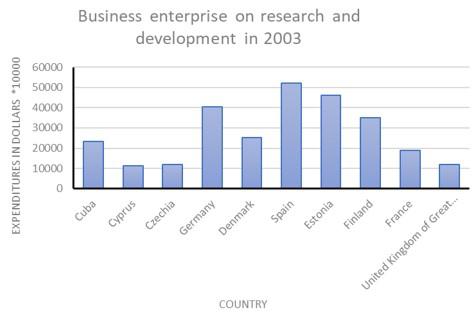 Business enterprise on research and
development in 2003
EXPENDITURES IN DOLLARS *10000
60000
50000
40000
30000
20000
10000
0
Cuba
Cyprus
Czechia
Germany
Denmark
Spain
Estonia
Finland
France
United Kingdom of Great...
COUNTRY